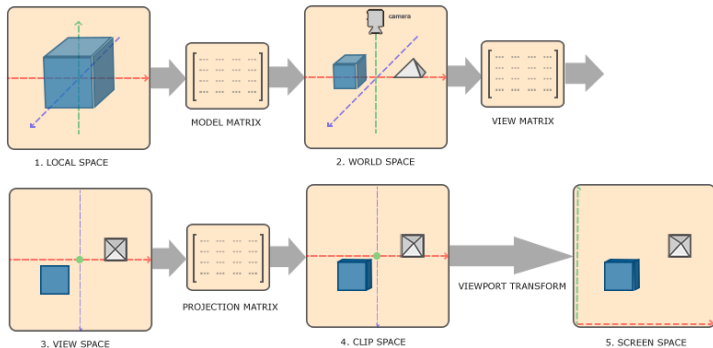 camera
MODEL MATRIX
VIEW MATRIX
1. LOCAL SPACE
2. WORLD SPACE
PROJECTION MATRIX
VIEWPORT TRANSFORM
3. VIEW SPACE
4. CLIP SPACE
5. SCREEN SPACE